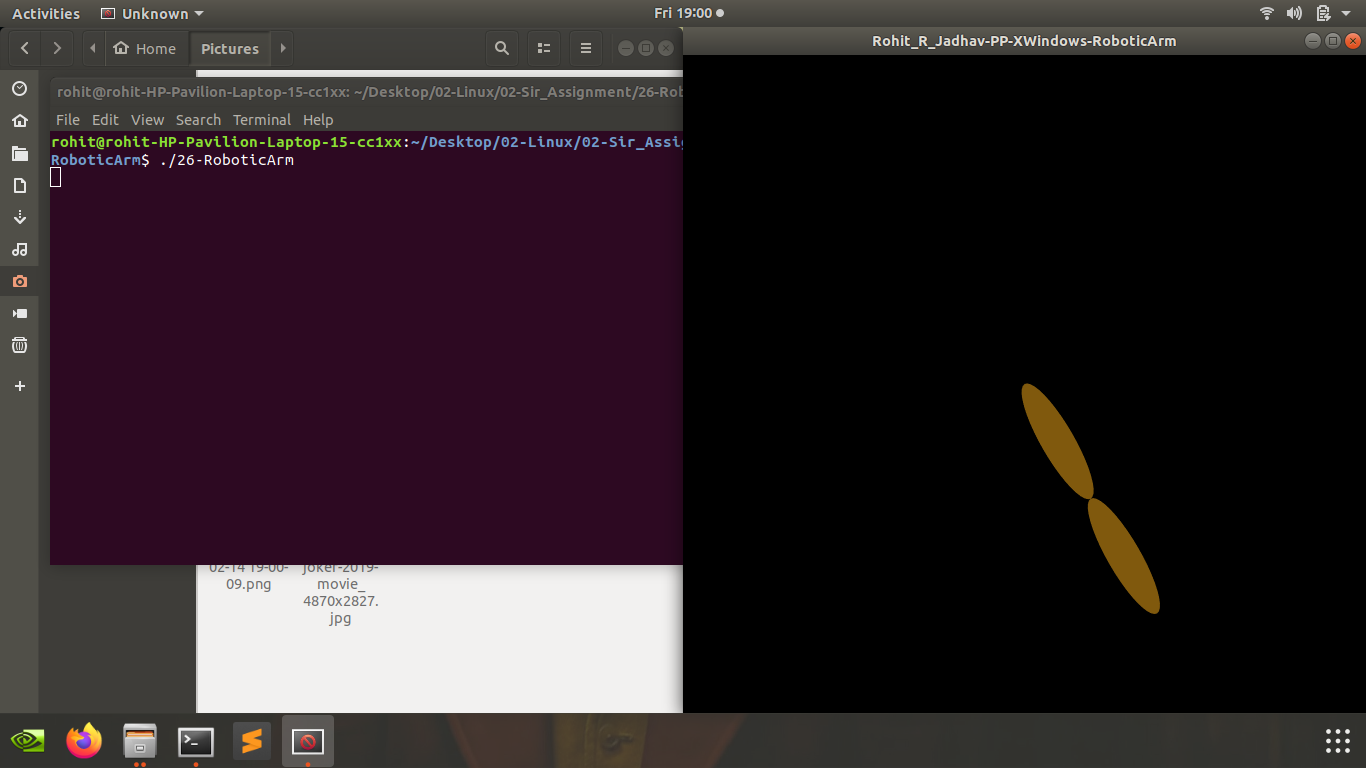 Activities
Unknown
Fri 19:00
Home
Pictures
Rohit_R_Jadhav-PP-XWindows-RoboticArm
rohit@rohit-HP-Pavilion-Laptop-15-cc1xx: ~/Desktop/02-Linux/02-Sir_Assignment/26-Rob
File Edit View Search Terminal Help
rohit@rohit-HP-Pavilion-Laptop-15-cc1xx:~/Desktop/02-Linux/02-Sir_Assig
RoboticArm$ ./26-RoboticArm
02-14 19-00-
09.png
joker-2019-
movie_
4870x2827.
jpg